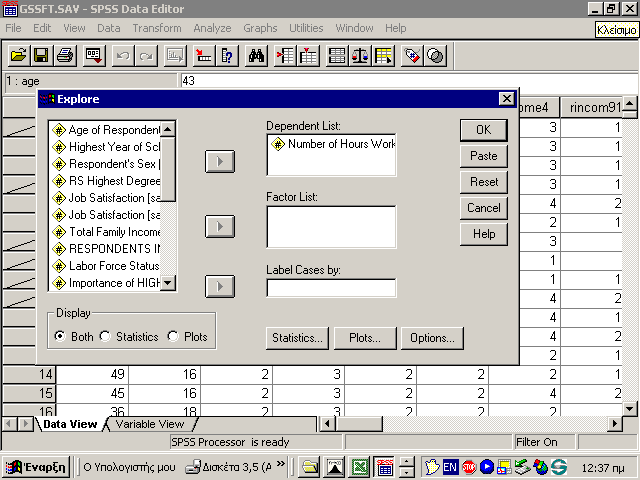 GSSFT.SAV - SPSS Data Editor
File Edit View Data Transform Analyze Graphs Utilities Window Help
Κλείσιμο
1 : age 43
Explore
ome4 rincom91
Age of Respondent
Highest Year of Sch
Respondent's Sex [
RS Highest Degree
Job Satisfaction [sa
Job Satisfaction [sa
Total Family Income
RESPONDENTS IN
Labor Force Status
Importance of HIGH
Dependent List:
Number of Hours Work
Factor List:
Label Cases by:
OK
Paste
Reset
Cancel
Help
Display
Both Statistics Plots
Statistics... Plots... Options...
3 1
3 1
3 1
3 1
4 2
2 1
3
1 1
4 1
4 2
2 1
3 1
14 49 16 2 3 2 2 2 1
15 45 16 2 3 2 2 4 2
16 36 18 2 3 2 2 2
Data View Variable View
SPSS Processor is ready Filter On
Έναρξη Ο Υπολογιστής μου Δισκέτα 3,5 (A » EN STOP 12:37 πμ